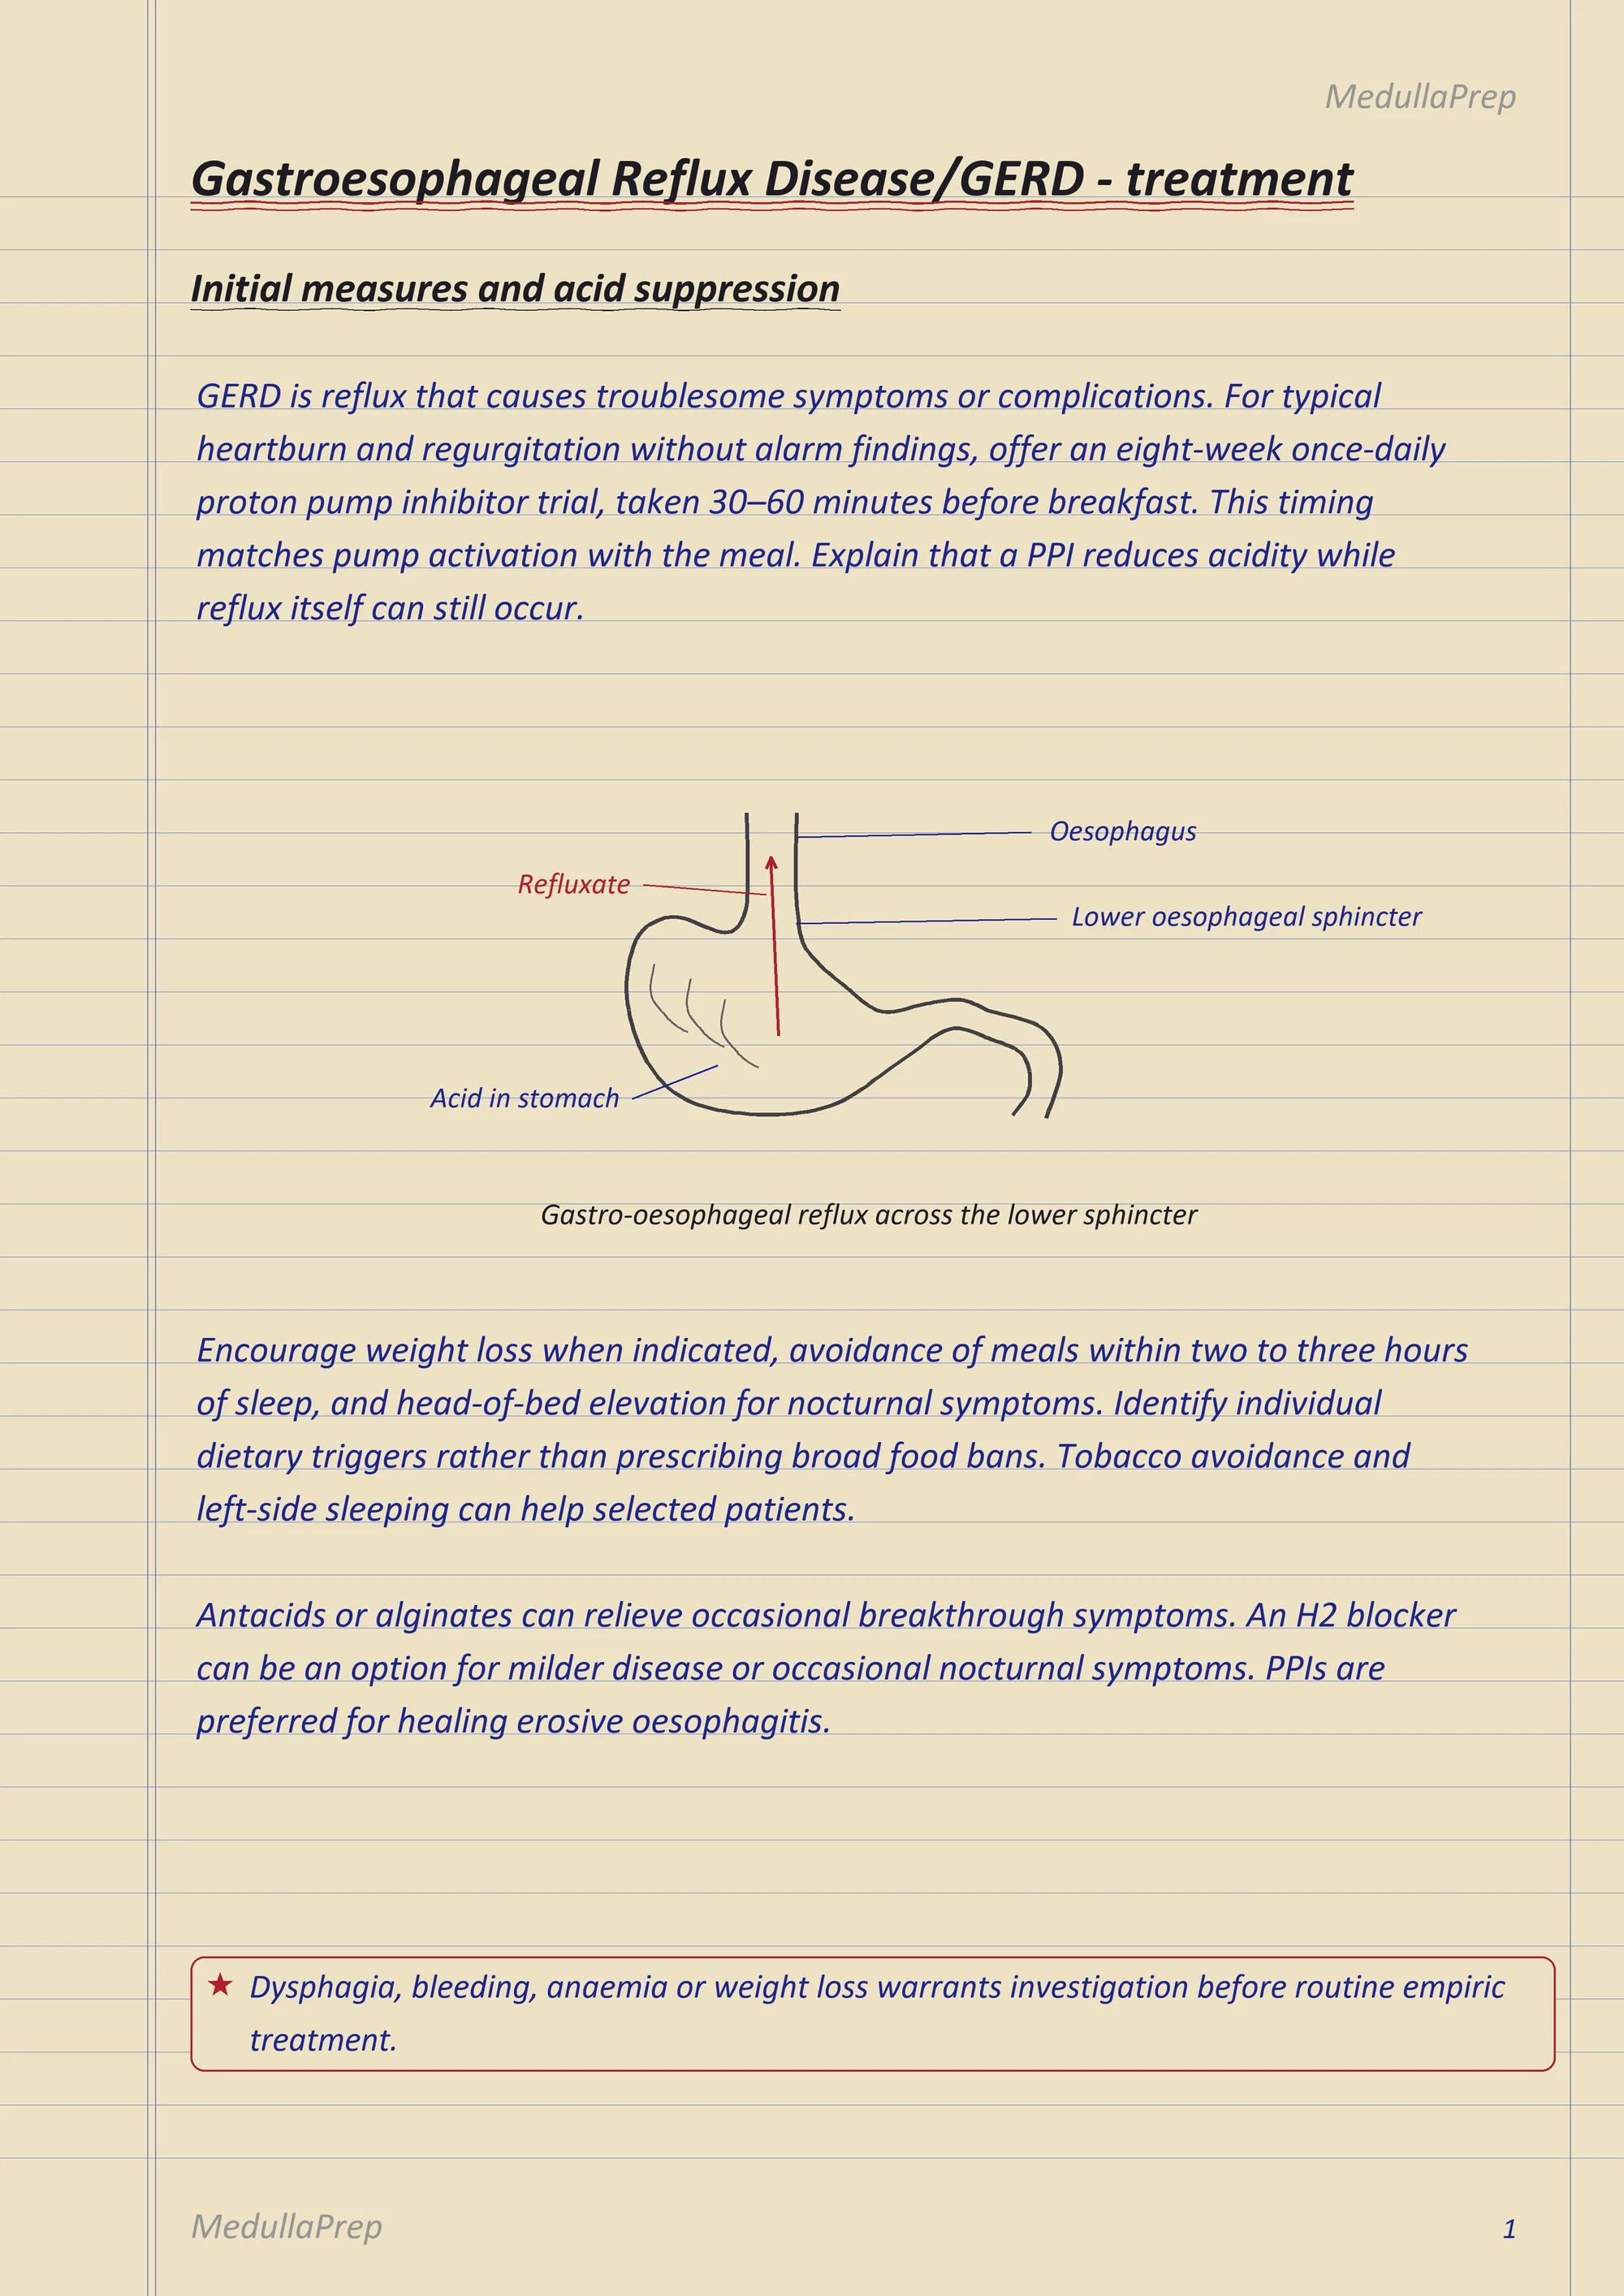 MedullaPrep
Gastroesophageal Reflux Disease/GERD - treatment
Initial measures and acid suppression
GERD is reflux that causes troublesome symptoms or complications. For typical
heartburn and regurgitation without alarm findings, offer an eight-week once-daily
proton pump inhibitor trial, taken 30–60 minutes before breakfast. This timing
matches pump activation with the meal. Explain that a PPI reduces acidity while
reflux itself can still occur.
Oesophagus
Refluxate
Lower oesophageal sphincter
Acid in stomach
Gastro-oesophageal reflux across the lower sphincter
Encourage weight loss when indicated, avoidance of meals within two to three hours
of sleep, and head-of-bed elevation for nocturnal symptoms. Identify individual
dietary triggers rather than prescribing broad food bans. Tobacco avoidance and
left-side sleeping can help selected patients.
Antacids or alginates can relieve occasional breakthrough symptoms. An H2 blocker
can be an option for milder disease or occasional nocturnal symptoms. PPIs are
preferred for healing erosive oesophagitis.
★ Dysphagia, bleeding, anaemia or weight loss warrants investigation before routine empiric
treatment.
MedullaPrep
1